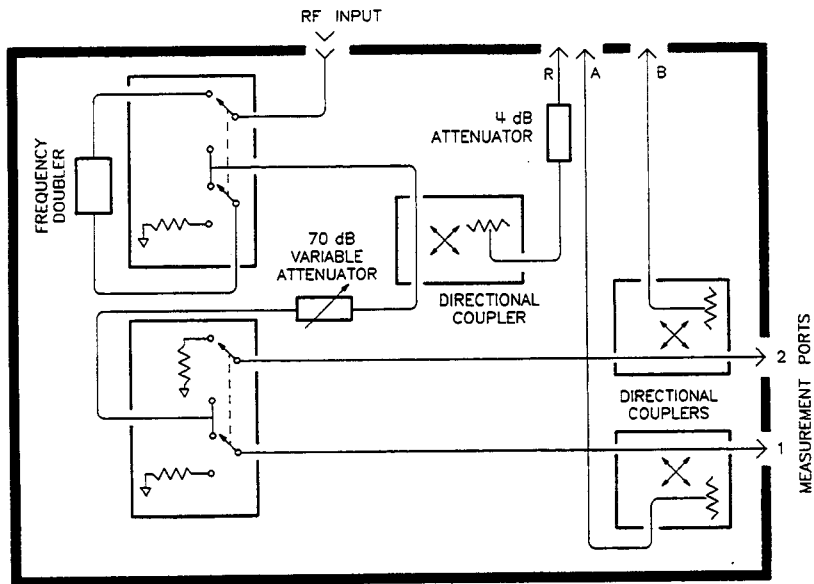 RF INPUT
R
A
B
4 dB
ATTENUATOR
FREQUENCY
DOUBLER
70 dB
VARIABLE
ATTENUATOR
DIRECTIONAL
COUPLER
2
DIRECTIONAL
COUPLERS
1
MEASUREMENT PORTS